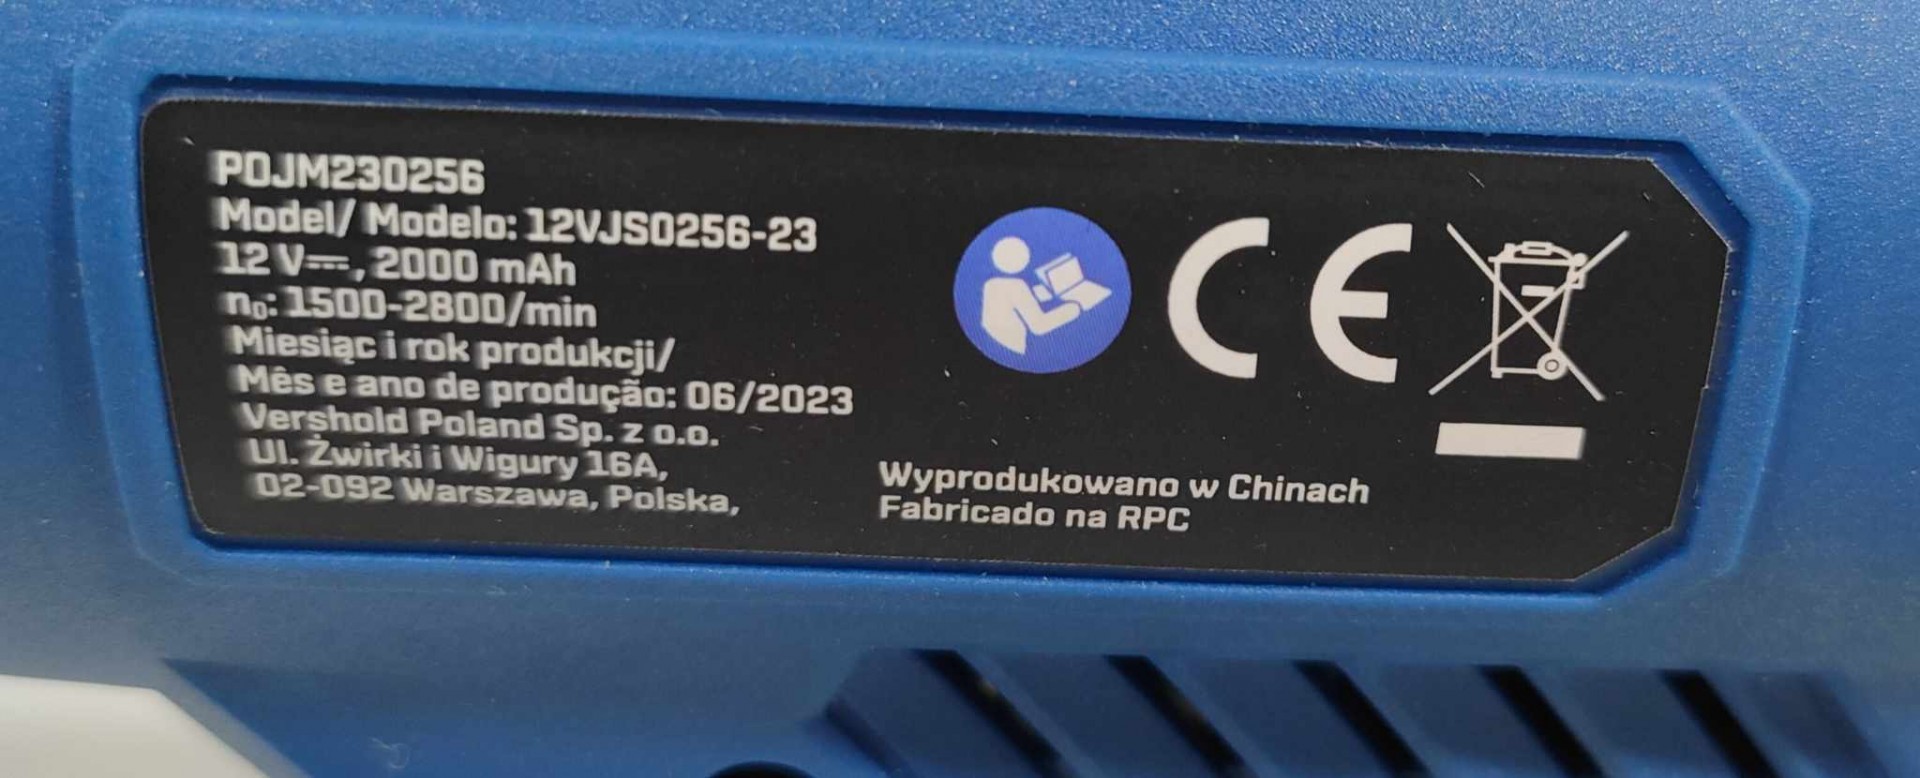 POJM230256
Model/ Modelo: 12VJS0256-23
12 V⎓, 2000 mAh
n₀: 1500-2800/min
Miesiąc i rok produkcji/
Mês e ano de produção: 06/2023
Vershold Poland Sp. z o.o.
Ul. Żwirki i Wigury 16A,
02-092 Warszawa, Polska,
CE
Wyprodukowano w Chinach
Fabricado na RPC